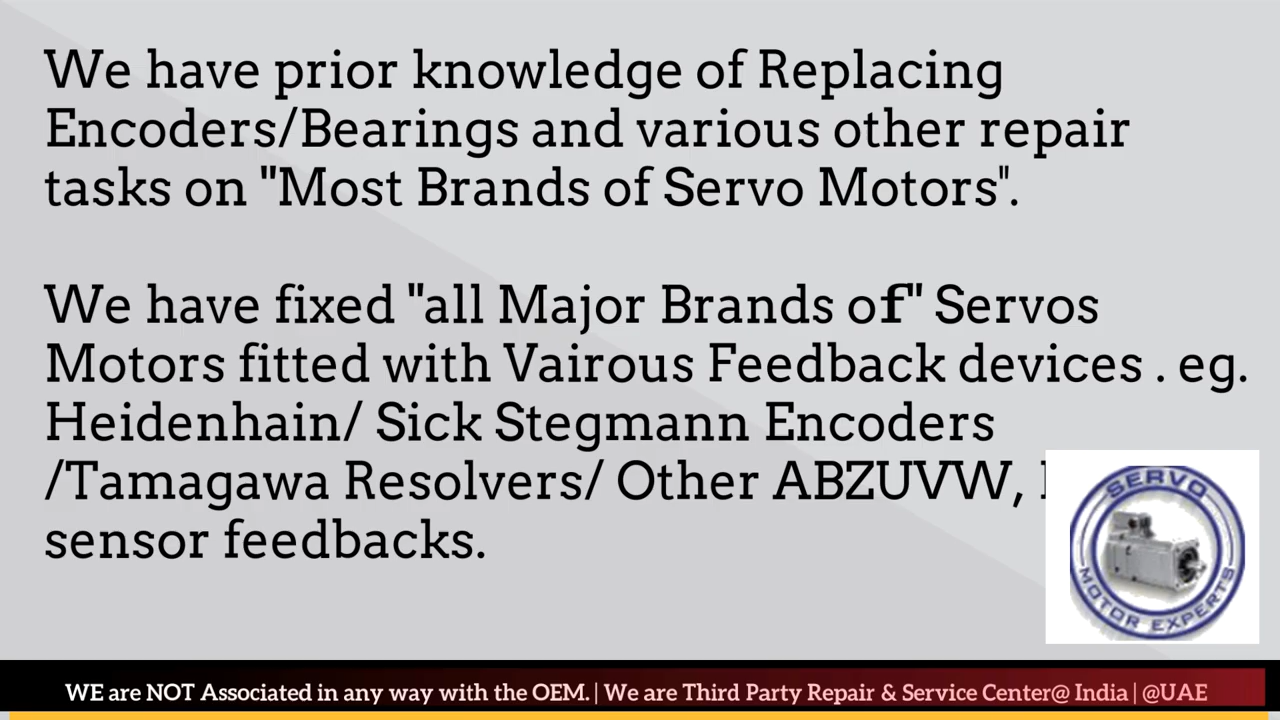 We have prior knowledge of Replacing
Encoders/Bearings and various other repair
tasks on "Most Brands of Servo Motors".
We have fixed "all Major Brands of" Servos
Motors fitted with Vairous Feedback devices . eg.
Heidenhain/ Sick Stegmann Encoders
/Tamagawa Resolvers/ Other ABZUVW,
sensor feedbacks.
SERVO
MOTOR EXPERTS
WE are NOT Associated in any way with the OEM. | We are Third Party Repair & Service Center@ India | @UAE